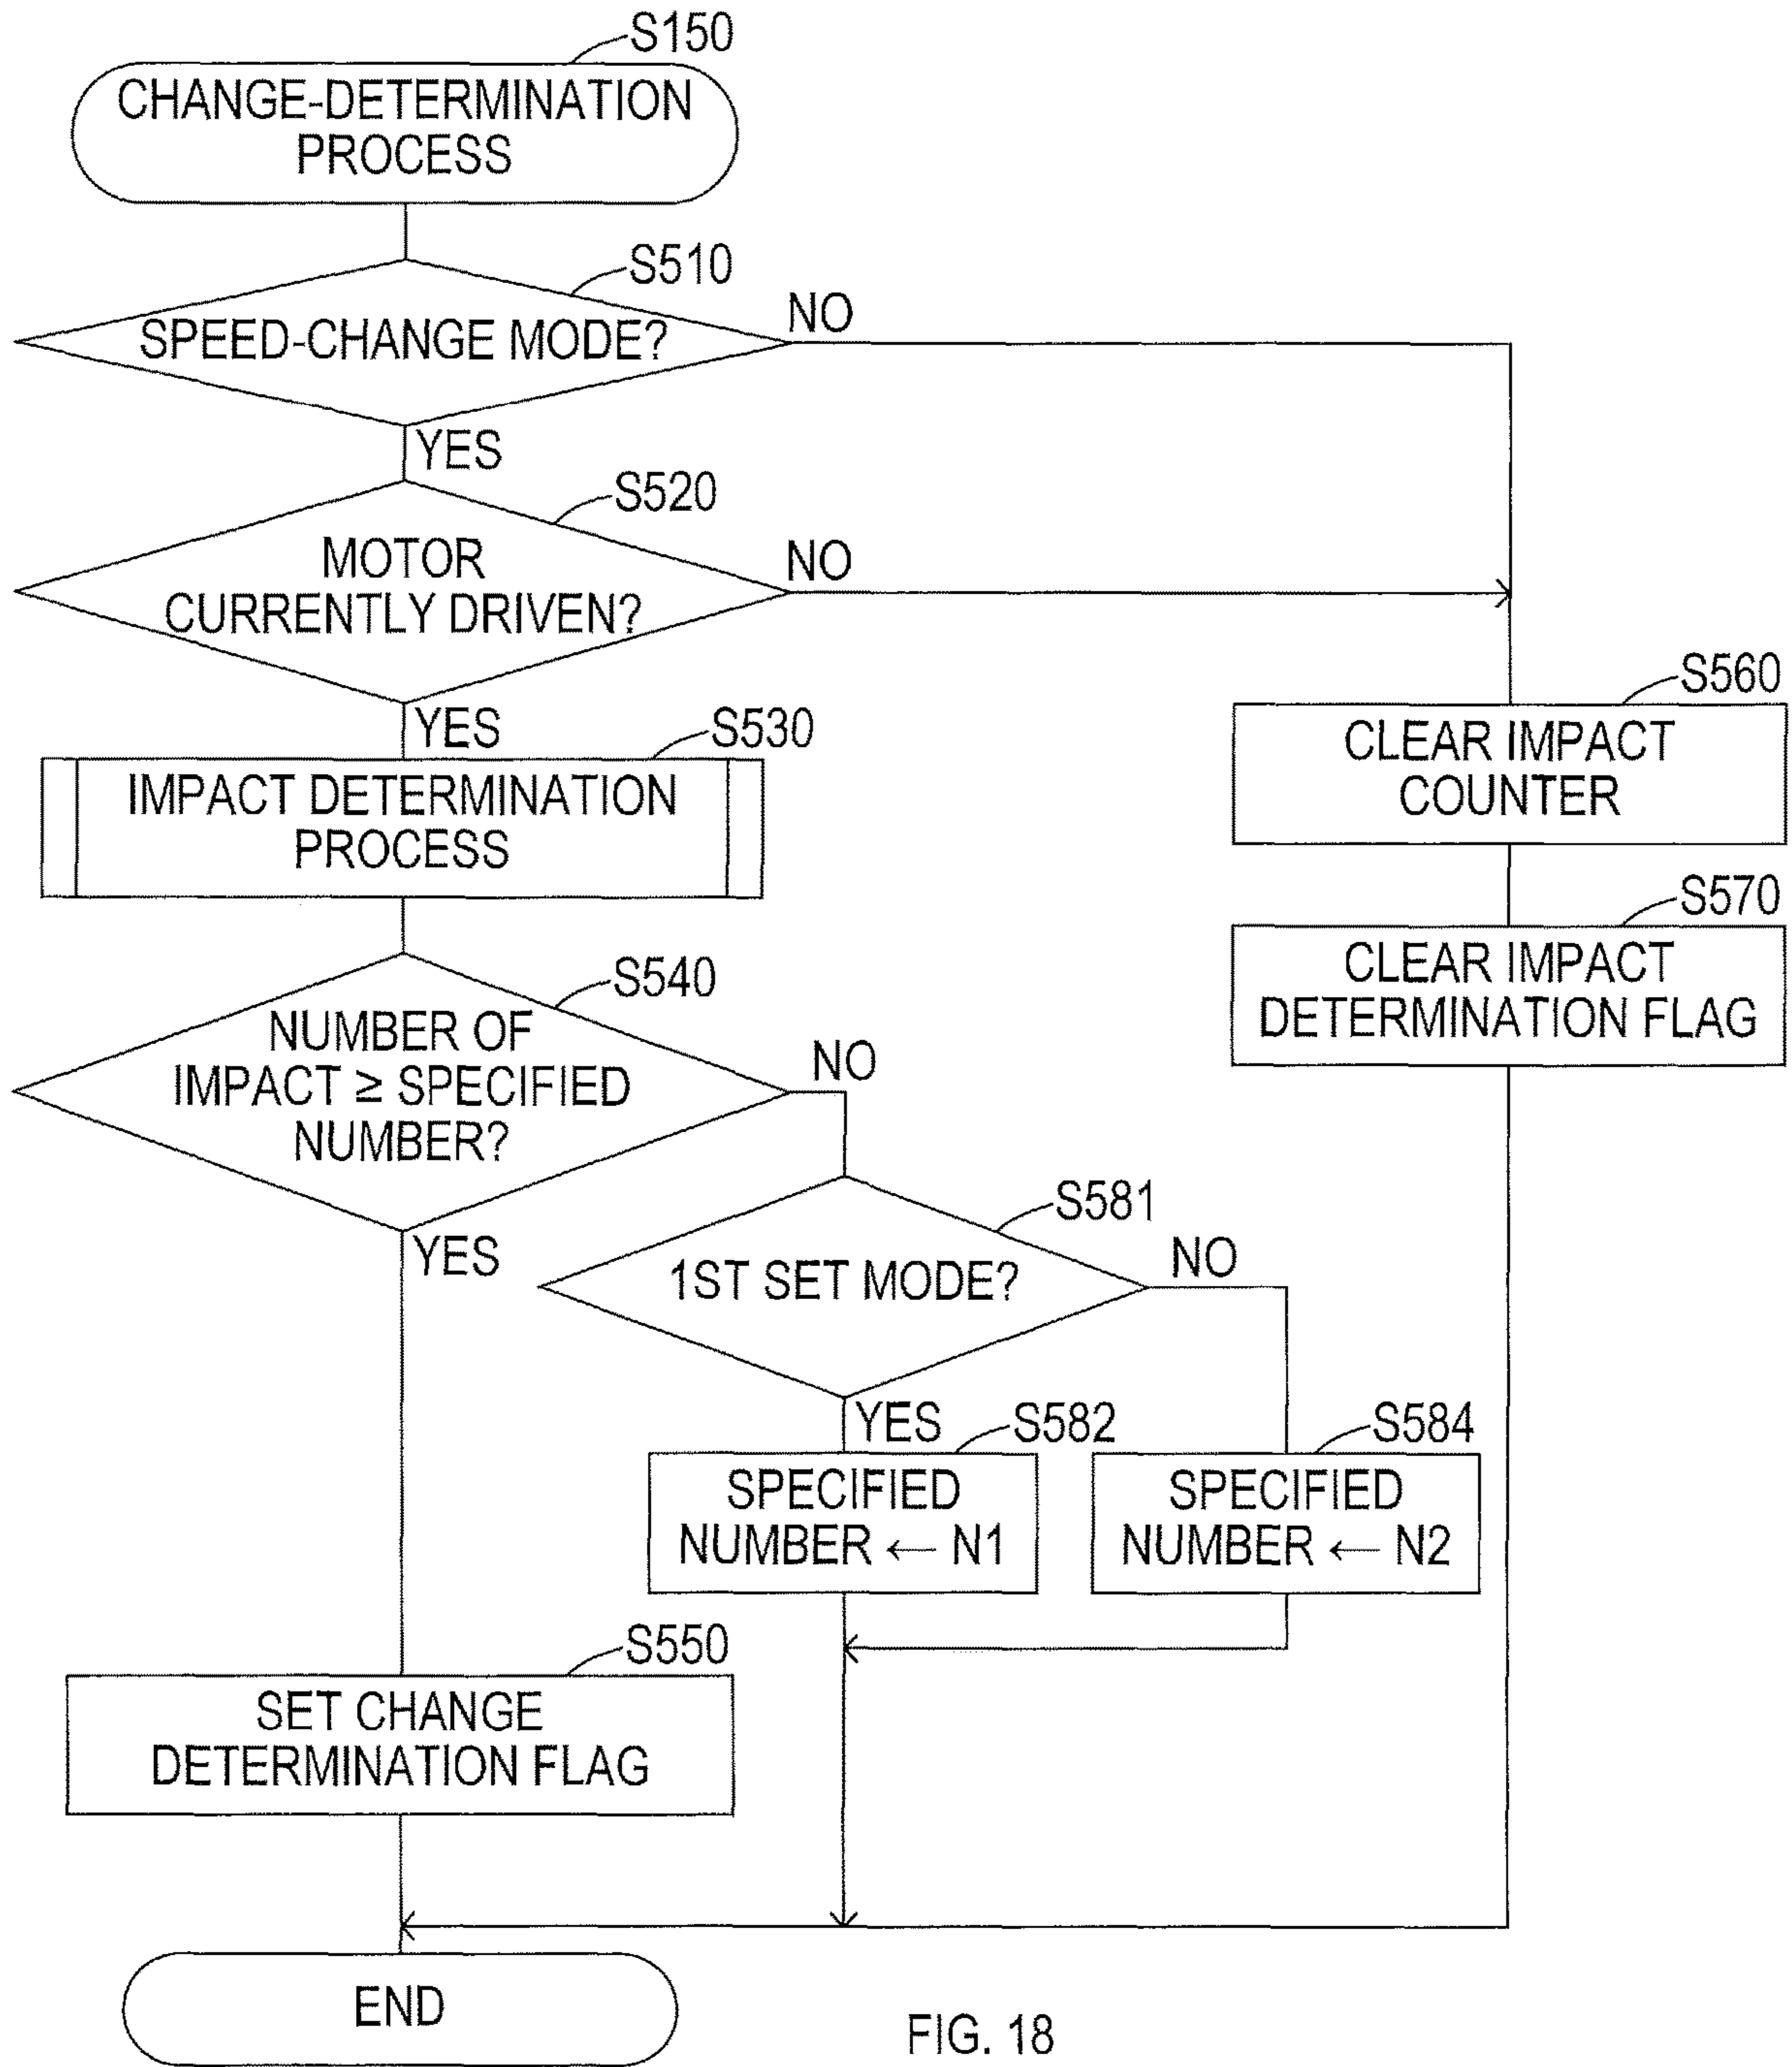 S150
CHANGE-DETERMINATION
PROCESS
S510
SPEED-CHANGE MODE?
NO
YES
S520
MOTOR
CURRENTLY DRIVEN?
NO
YES
S530
IMPACT DETERMINATION
PROCESS
S560
CLEAR IMPACT
COUNTER
S570
CLEAR IMPACT
DETERMINATION FLAG
S540
NUMBER OF
IMPACT ≥ SPECIFIED
NUMBER?
NO
YES
S581
1ST SET MODE?
NO
YES
S582
SPECIFIED
NUMBER ← N1
S584
SPECIFIED
NUMBER ← N2
S550
SET CHANGE
DETERMINATION FLAG
END
FIG. 18